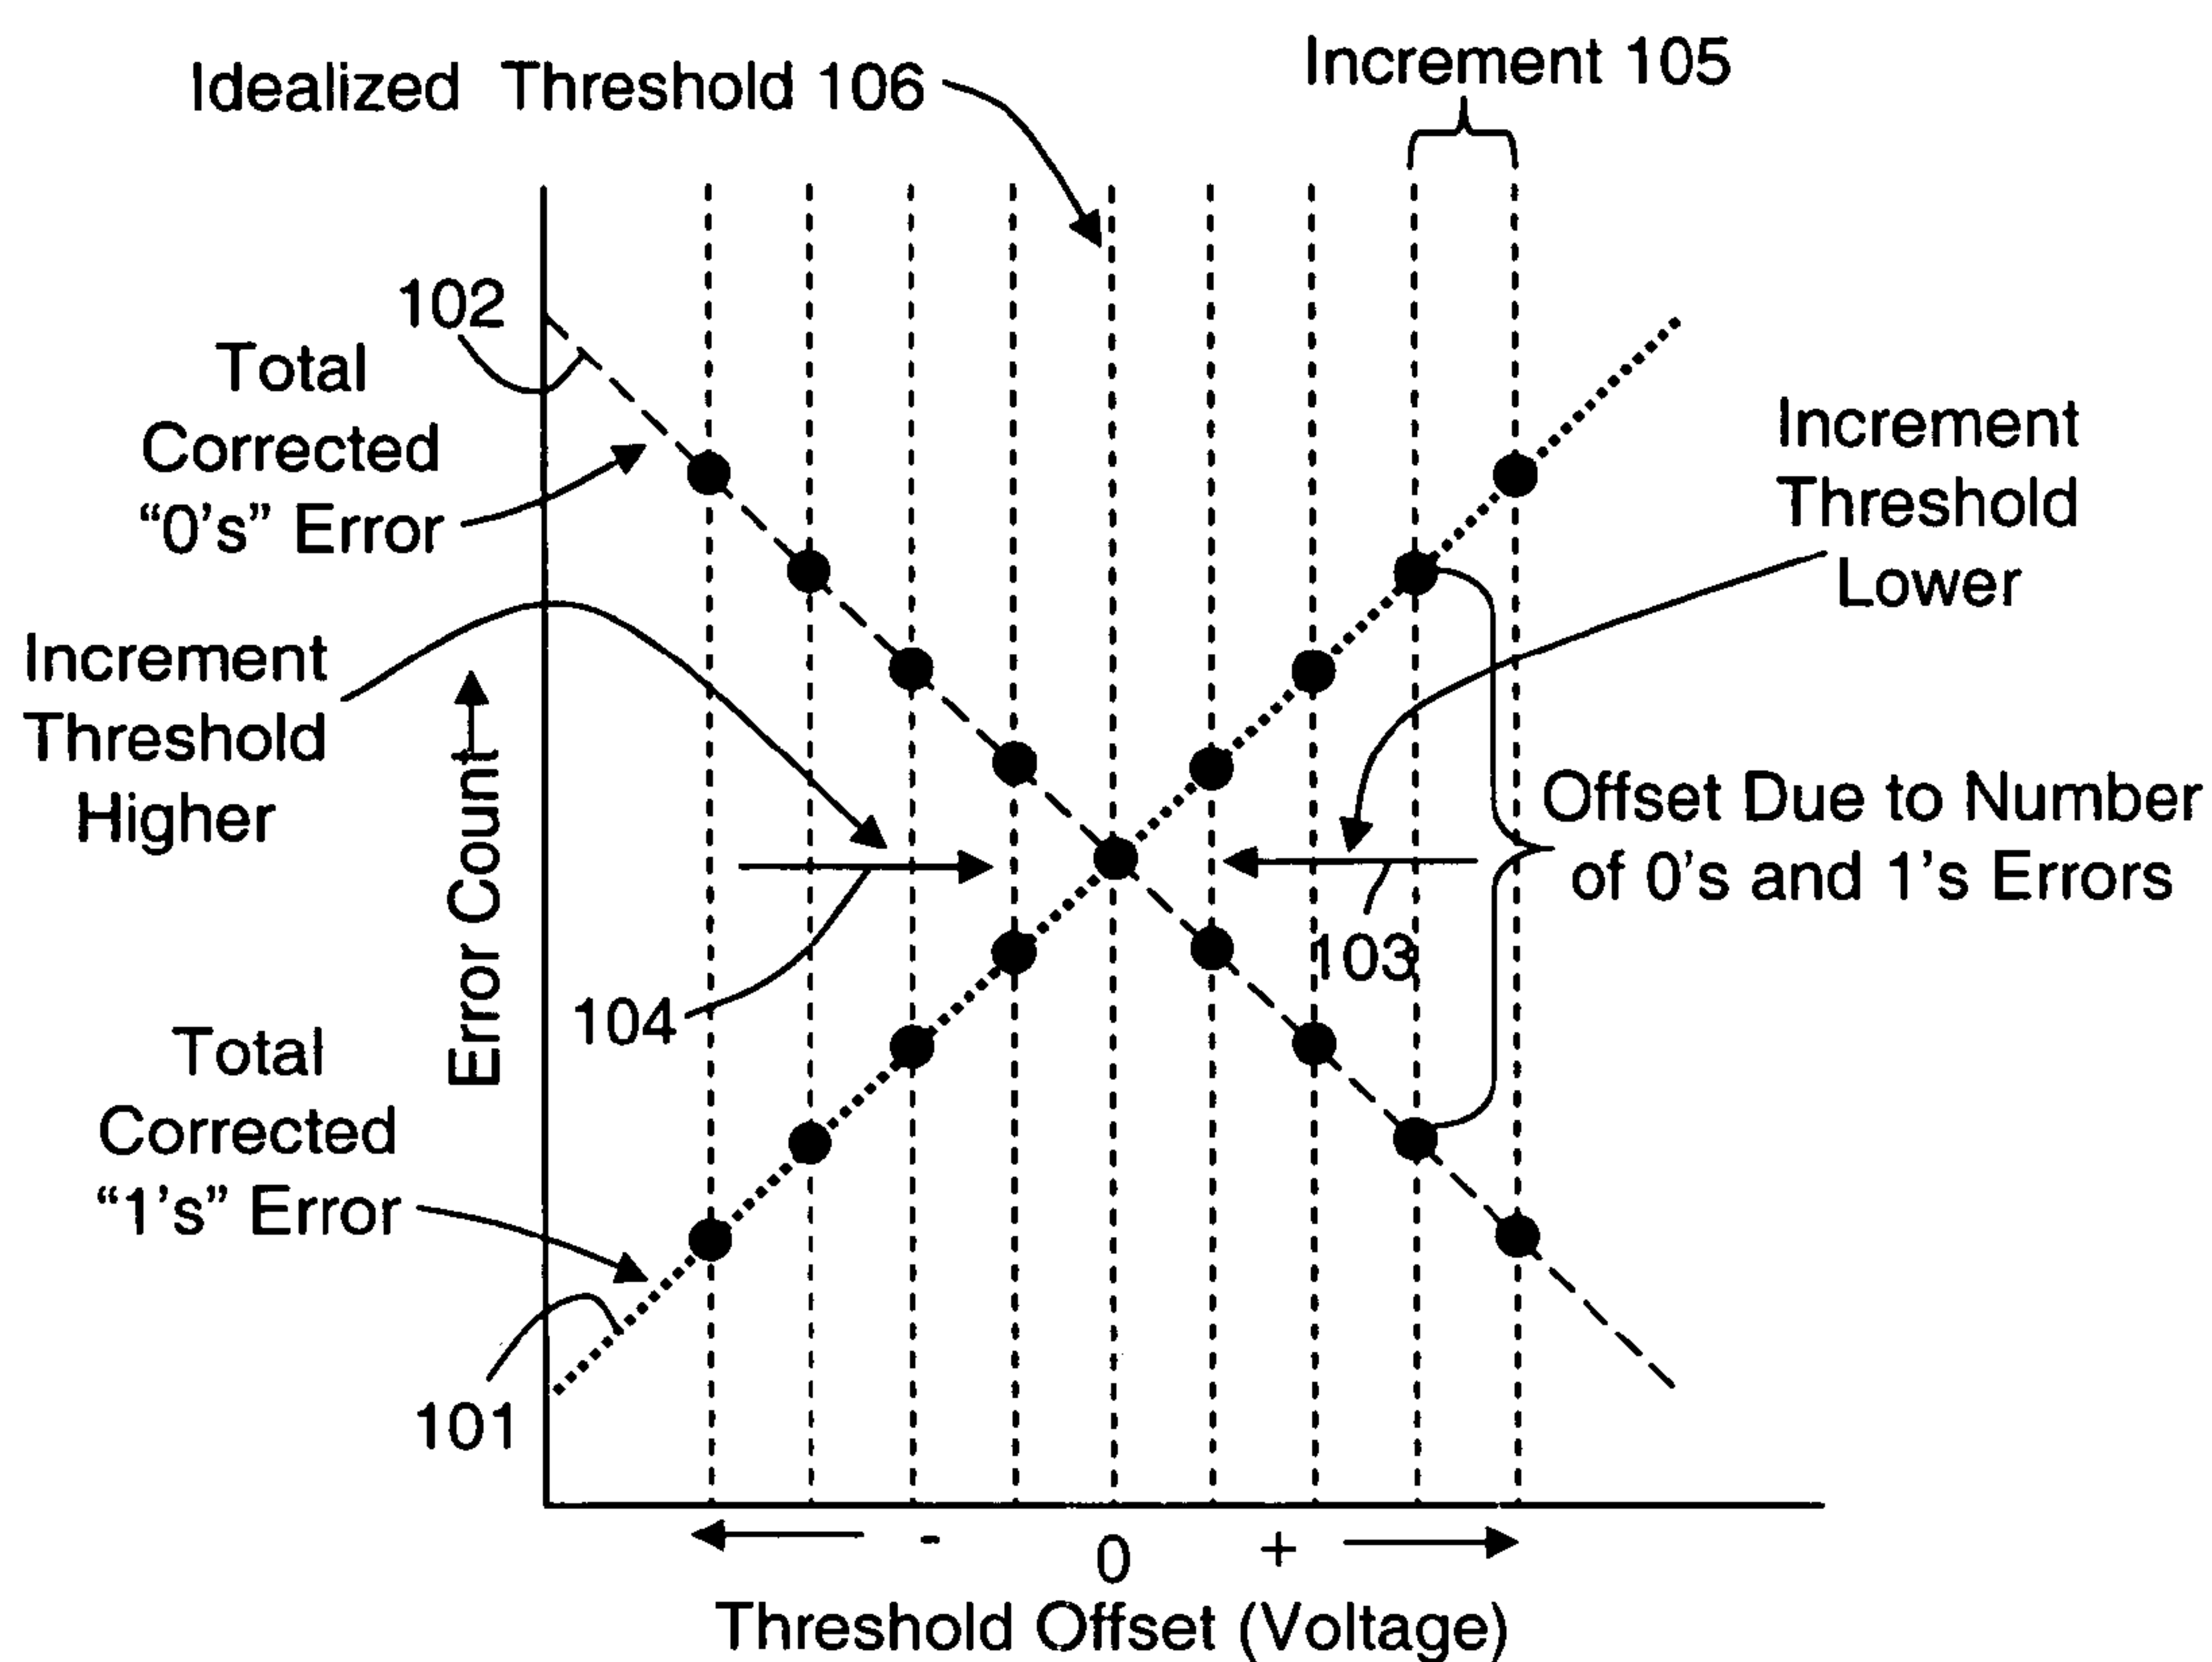 Idealized Threshold 106
Increment 105
102
Total
Corrected
“0's” Error
Increment
Threshold
Lower
Increment
Threshold
Higher
Error Count
Offset Due to Number
of 0's and 1's Errors
103
104
Total
Corrected
“1's” Error
101
- 0 +
Threshold Offset (Voltage)